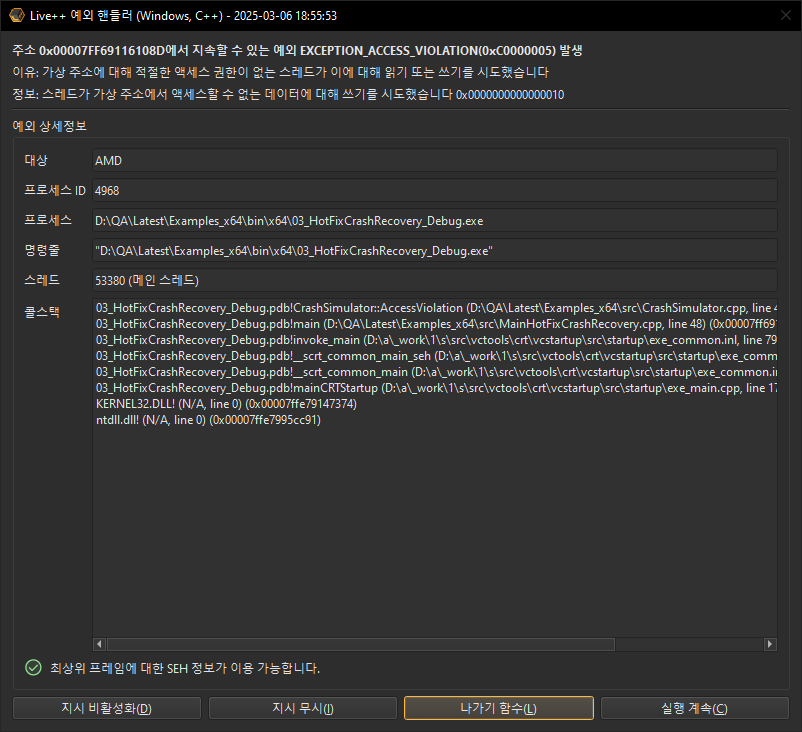 Live++ 예외 핸들러 (Windows, C++) - 2025-03-06 18:55:53
주소 0x00007FF69116108D에서 지속할 수 있는 예외 EXCEPTION_ACCESS_VIOLATION(0xC0000005) 발생
이유: 가상 주소에 대해 적절한 액세스 권한이 없는 스레드가 이에 대해 읽기 또는 쓰기를 시도했습니다
정보: 스레드가 가상 주소에서 액세스할 수 없는 데이터에 대해 쓰기를 시도했습니다 0x0000000000000010
예외 상세정보
대상 AMD
프로세스 ID 4968
프로세스 D:\QA\Latest\Examples_x64\bin\x64\03_HotFixCrashRecovery_Debug.exe
명령줄 "D:\QA\Latest\Examples_x64\bin\x64\03_HotFixCrashRecovery_Debug.exe"
스레드 53380 (메인 스레드)
콜스택 03_HotFixCrashRecovery_Debug.pdb!CrashSimulator::AccessViolation (D:\QA\Latest\Examples_x64\src\CrashSimulator.cpp, line 4
03_HotFixCrashRecovery_Debug.pdb!main (D:\QA\Latest\Examples_x64\src\MainHotFixCrashRecovery.cpp, line 48) (0x00007ff691
03_HotFixCrashRecovery_Debug.pdb!invoke_main (D:\a\_work\1\s\src\vctools\crt\vcstartup\src\startup\exe_common.inl, line 79
03_HotFixCrashRecovery_Debug.pdb!__scrt_common_main_seh (D:\a\_work\1\s\src\vctools\crt\vcstartup\src\startup\exe_comm
03_HotFixCrashRecovery_Debug.pdb!__scrt_common_main (D:\a\_work\1\s\src\vctools\crt\vcstartup\src\startup\exe_common.in
03_HotFixCrashRecovery_Debug.pdb!mainCRTStartup (D:\a\_work\1\s\src\vctools\crt\vcstartup\src\startup\exe_main.cpp, line 17
KERNEL32.DLL! (N/A, line 0) (0x00007ffe79147374)
ntdll.dll! (N/A, line 0) (0x00007ffe7995cc91)
최상위 프레임에 대한 SEH 정보가 이용 가능합니다.
지시 비활성화(D) 지시 무시(I) 나가기 함수(L) 실행 계속(C)